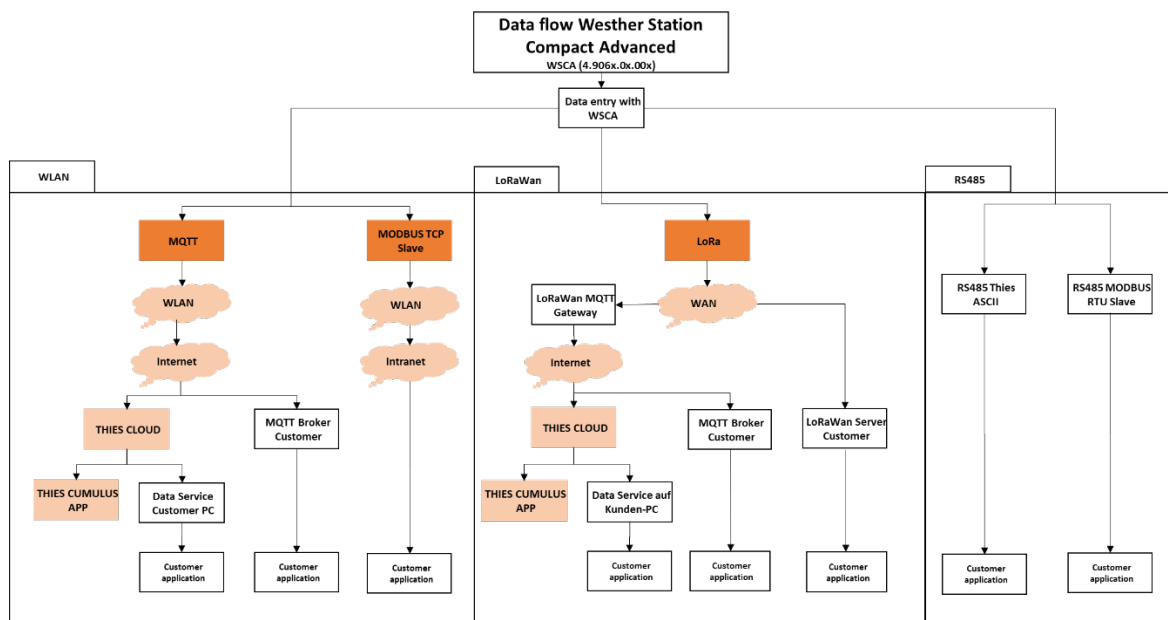 Data flow Westher Station
Compact Advanced
WSCA (4.906x.0x.00x)
Data entry with
WSCA
WLAN
MQTT
MODBUS TCP
Slave
WLAN
WLAN
Internet
Intranet
THIES CLOUD
MQTT Broker
Customer
THIES CUMULUS
APP
Data Service
Customer PC
Customer
application
Customer
application
Customer
application
LoRaWan
LoRa
WAN
LoRaWan MQTT
Gateway
Internet
THIES CLOUD
MQTT Broker
Customer
LoRaWan Server
Customer
THIES CUMULUS
APP
Data Service auf
Kunden-PC
Customer
application
Customer
application
Customer
application
RS485
RS485 Thies
ASCII
RS485 MODBUS
RTU Slave
Customer
application
Customer
application